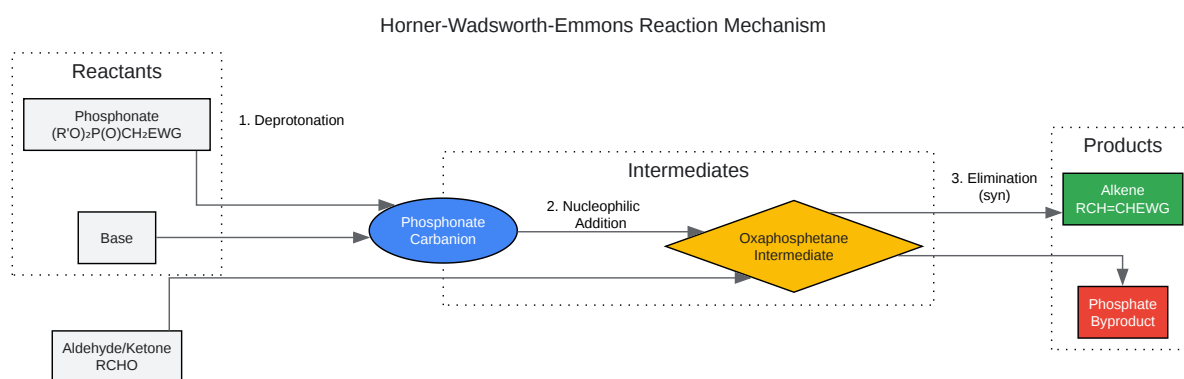 Horner-Wadsworth-Emmons Reaction Mechanism
Reactants
Phosphonate
(R'O)₂P(O)CH₂EWG
1. Deprotonation
Base
Phosphonate
Carbanion
Intermediates
2. Nucleophilic
Addition
Oxaphosphetane
Intermediate
3. Elimination
(syn)
Products
Alkene
RCH=CHEWG
Phosphate
Byproduct
Aldehyde/Ketone
RCHO